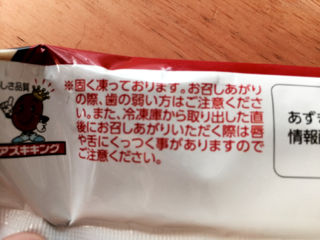 しさ品質
アズキキング
※固く凍っております。お召しあがり
の際、歯の弱い方はご注意くださ
い。また、冷凍庫から取り出した直
後にお召しあがりいただく際は唇
や舌にくっつく事がありますので
ご注意ください。
あずき
情報